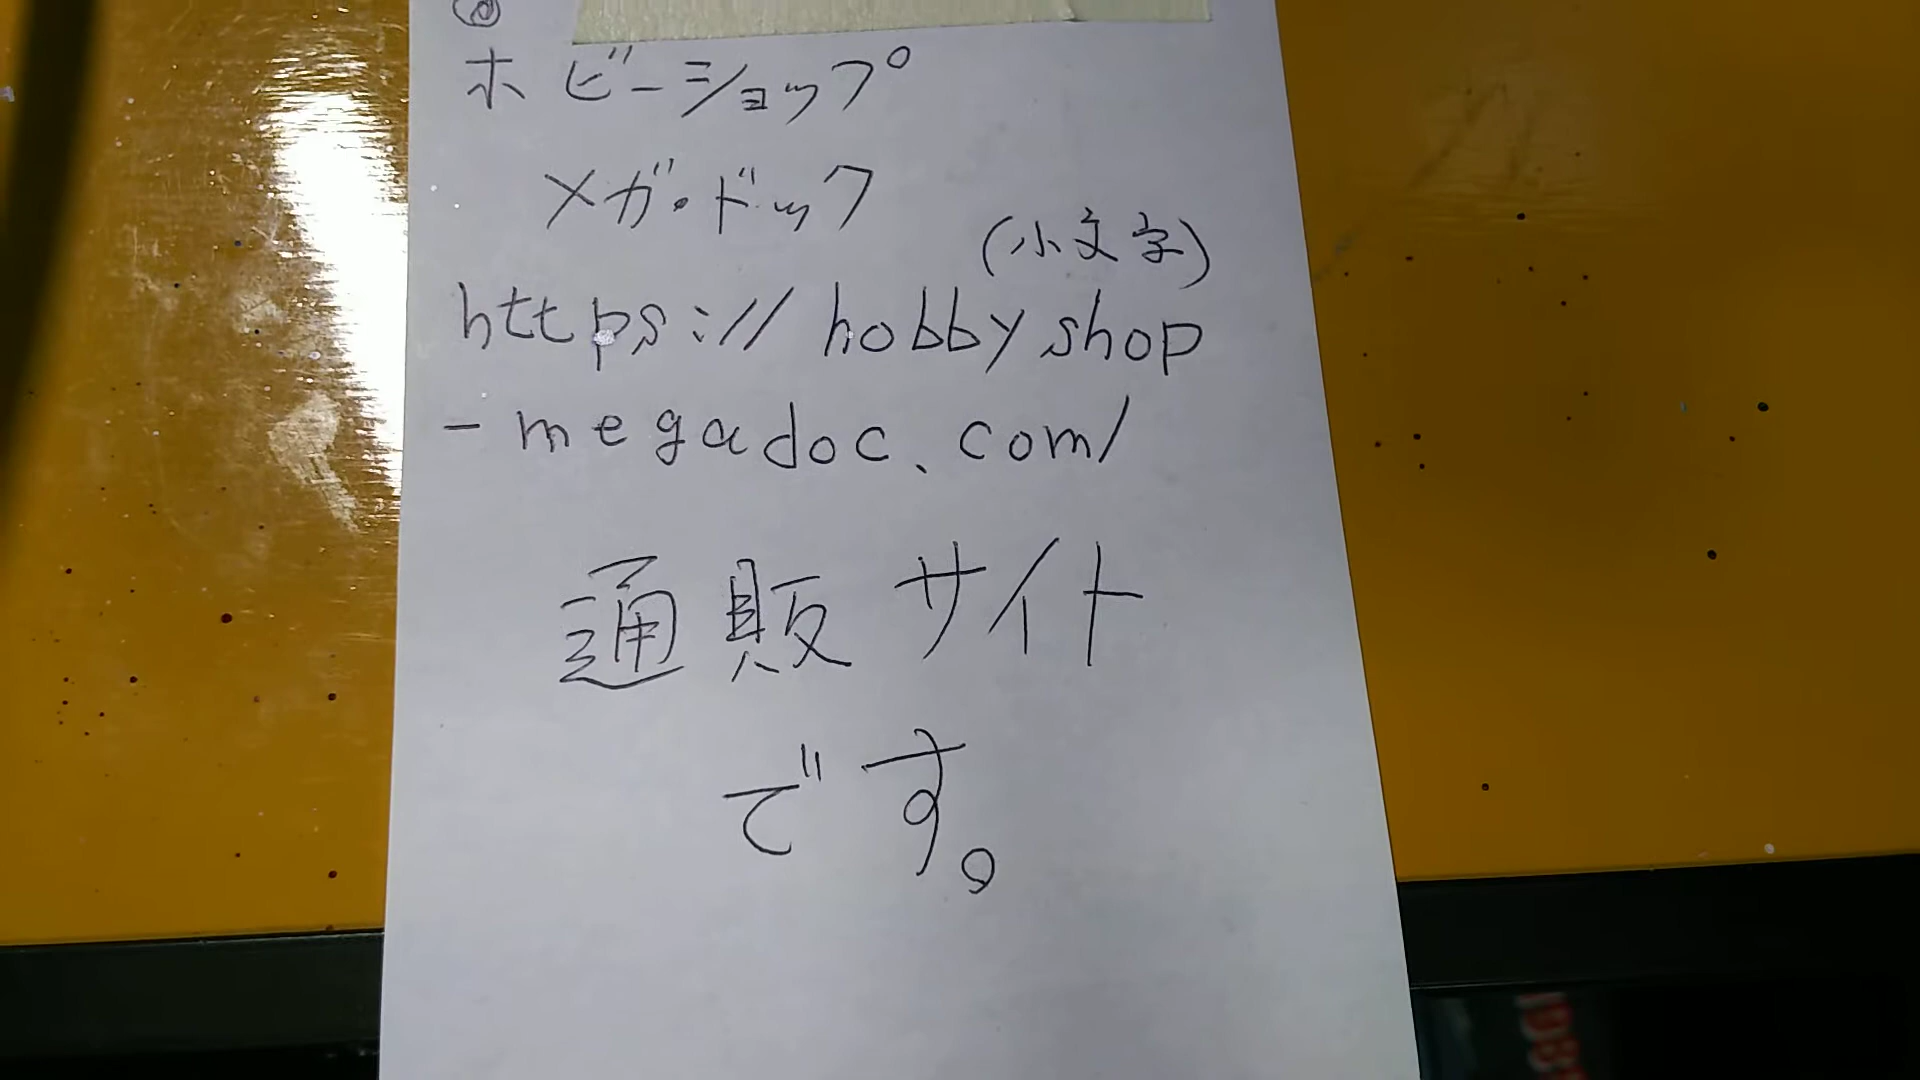 ホビーショップ
メガ・ドック
(小文字)
https://hobbyshop
-megadoc.com/
通販サイト
です。